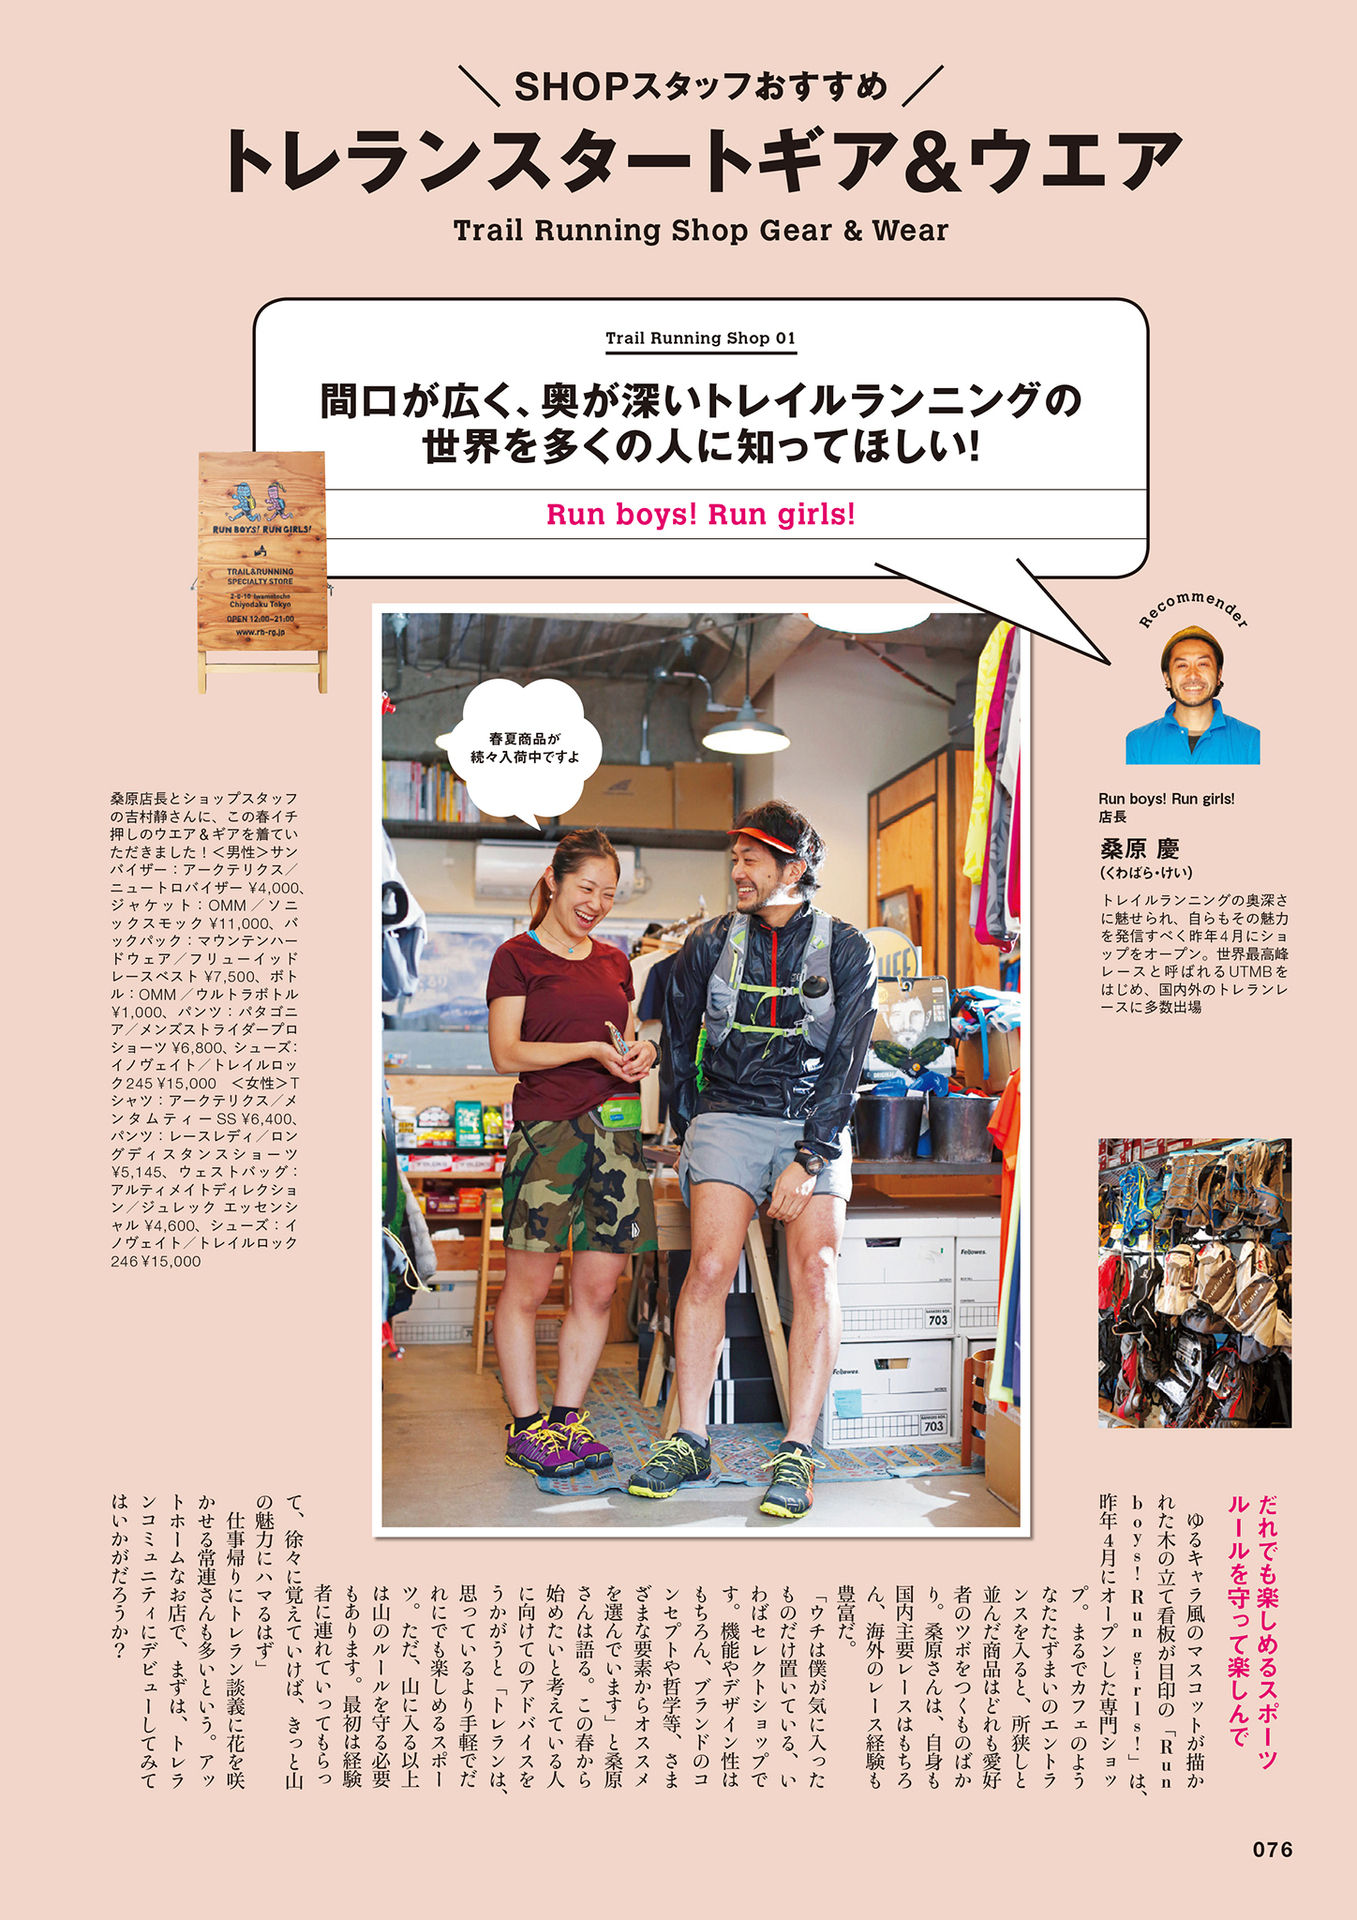 SHOPスタッフおすすめ
トレランスタートギア&ウエア
Trail Running Shop Gear & Wear
Trail Running Shop 01
間口が広く、奥が深いトレイルランニングの
世界を多くの人に知ってほしい!
Run boys! Run girls!
RUN BOYS! RUN GIRLS!
TRAIL&RUNNING
SPECIALTY STORE
2-8-10 Iwamotocho
Chiyodaku Tokyo
OPEN 12:00~21:00
www.rb-rg.jp
Recommender
春夏商品が
続々入荷中ですよ
Run boys! Run girls!
店長
桑原 慶
(くわばら・けい)
トレイルランニングの奥深さ
に魅せられ、自らもその魅力
を発信すべく昨年4月にショ
ップをオープン。世界最高峰
レースと呼ばれるUTMBを
はじめ、国内外のトレランレ
ースに多数出場
桑原店長とショップスタッフ
の吉村静さんに、この春イチ
押しのウエア&ギアを着てい
ただきました!<男性>サン
バイザー:アークテリクス/
ニュートロバイザー ¥4,000、
ジャケット:OMM/ソニ
ックスモック ¥11,000、バ
ックパック:マウンテンハー
ドウェア/フリューイッド
レースベスト ¥7,500、ボト
ル:OMM/ウルトラボトル
¥1,000、パンツ:パタゴニ
ア/メンズストライダープロ
ショーツ ¥6,800、シューズ:
イノヴェイト/トレイルロッ
ク245 ¥15,000 <女性>T
シャツ:アークテリクス/メ
ンタムティーSS ¥6,400、
パンツ:レースレディ/ロン
グディスタンスショーツ
¥5,145、ウェストバッグ:
アルティメイトディレクショ
ン/ジュレック エッセンシ
ャル ¥4,600、シューズ:イ
ノヴェイト/トレイルロック
246 ¥15,000
Fellowes.
703
Fellowes
703
だれでも楽しめるスポーツ
ルールを守って楽しんで
ゆるキャラ風のマスコットが描か
れた木の立て看板が目印の「Run
boys! Run girls!」は、
昨年4月にオープンした専門ショッ
プ。まるでカフェのよう
なたたずまいのエントラ
ンスを入ると、所狭しと
並んだ商品はどれも愛好
者のツボをつくものばか
り。桑原さんは、自身も
国内主要レースはもちろ
ん、海外のレース経験も
豊富だ。
「ウチは僕が気に入った
ものだけ置いている、い
わばセレクトショップで
す。機能やデザイン性は
もちろん、ブランドのコ
ンセプトや哲学等、さま
ざまな要素からオススメ
を選んでいます」と桑原
さんは語る。この春から
始めたいと考えている人
に向けてのアドバイスを
うかがうと「トレランは、
思っているより手軽でだ
れにでも楽しめるスポー
ツ。ただ、山に入る以上
は山のルールを守る必要
もあります。最初は経験
者に連れていってもらっ
て、徐々に覚えていけば、きっと山
の魅力にハマるはず」
仕事帰りにトレラン談義に花を咲
かせる常連さんも多いという。アッ
トホームなお店で、まずは、トレラ
ンコミュニティにデビューしてみて
はいかがだろうか?
076